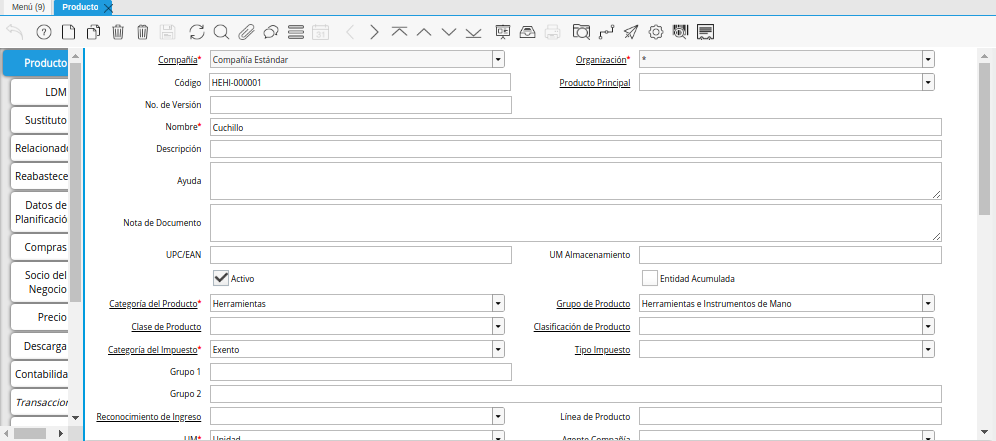 Menú (9) Producto
Producto
LDM
Sustituto
Relacionado
Reabastece
Datos de
Planificació
Compras
Socio del
Negocio
Precio
Descarga
Contabilida
Transaccion
Compañía* Compañía Estándar Organización* *
Código HEHI-000001 Producto Principal
No. de Versión
Nombre* Cuchillo
Descripción
Ayuda
Nota de Documento
UPC/EAN UM Almacenamiento
Activo Entidad Acumulada
Categoría del Producto* Herramientas Grupo de Producto Herramientas e Instrumentos de Mano
Clase de Producto Clasificación de Producto
Categoría del Impuesto* Exento Tipo Impuesto
Grupo 1
Grupo 2
Reconocimiento de Ingreso Línea de Producto
UM* Unidad Agente Compañía